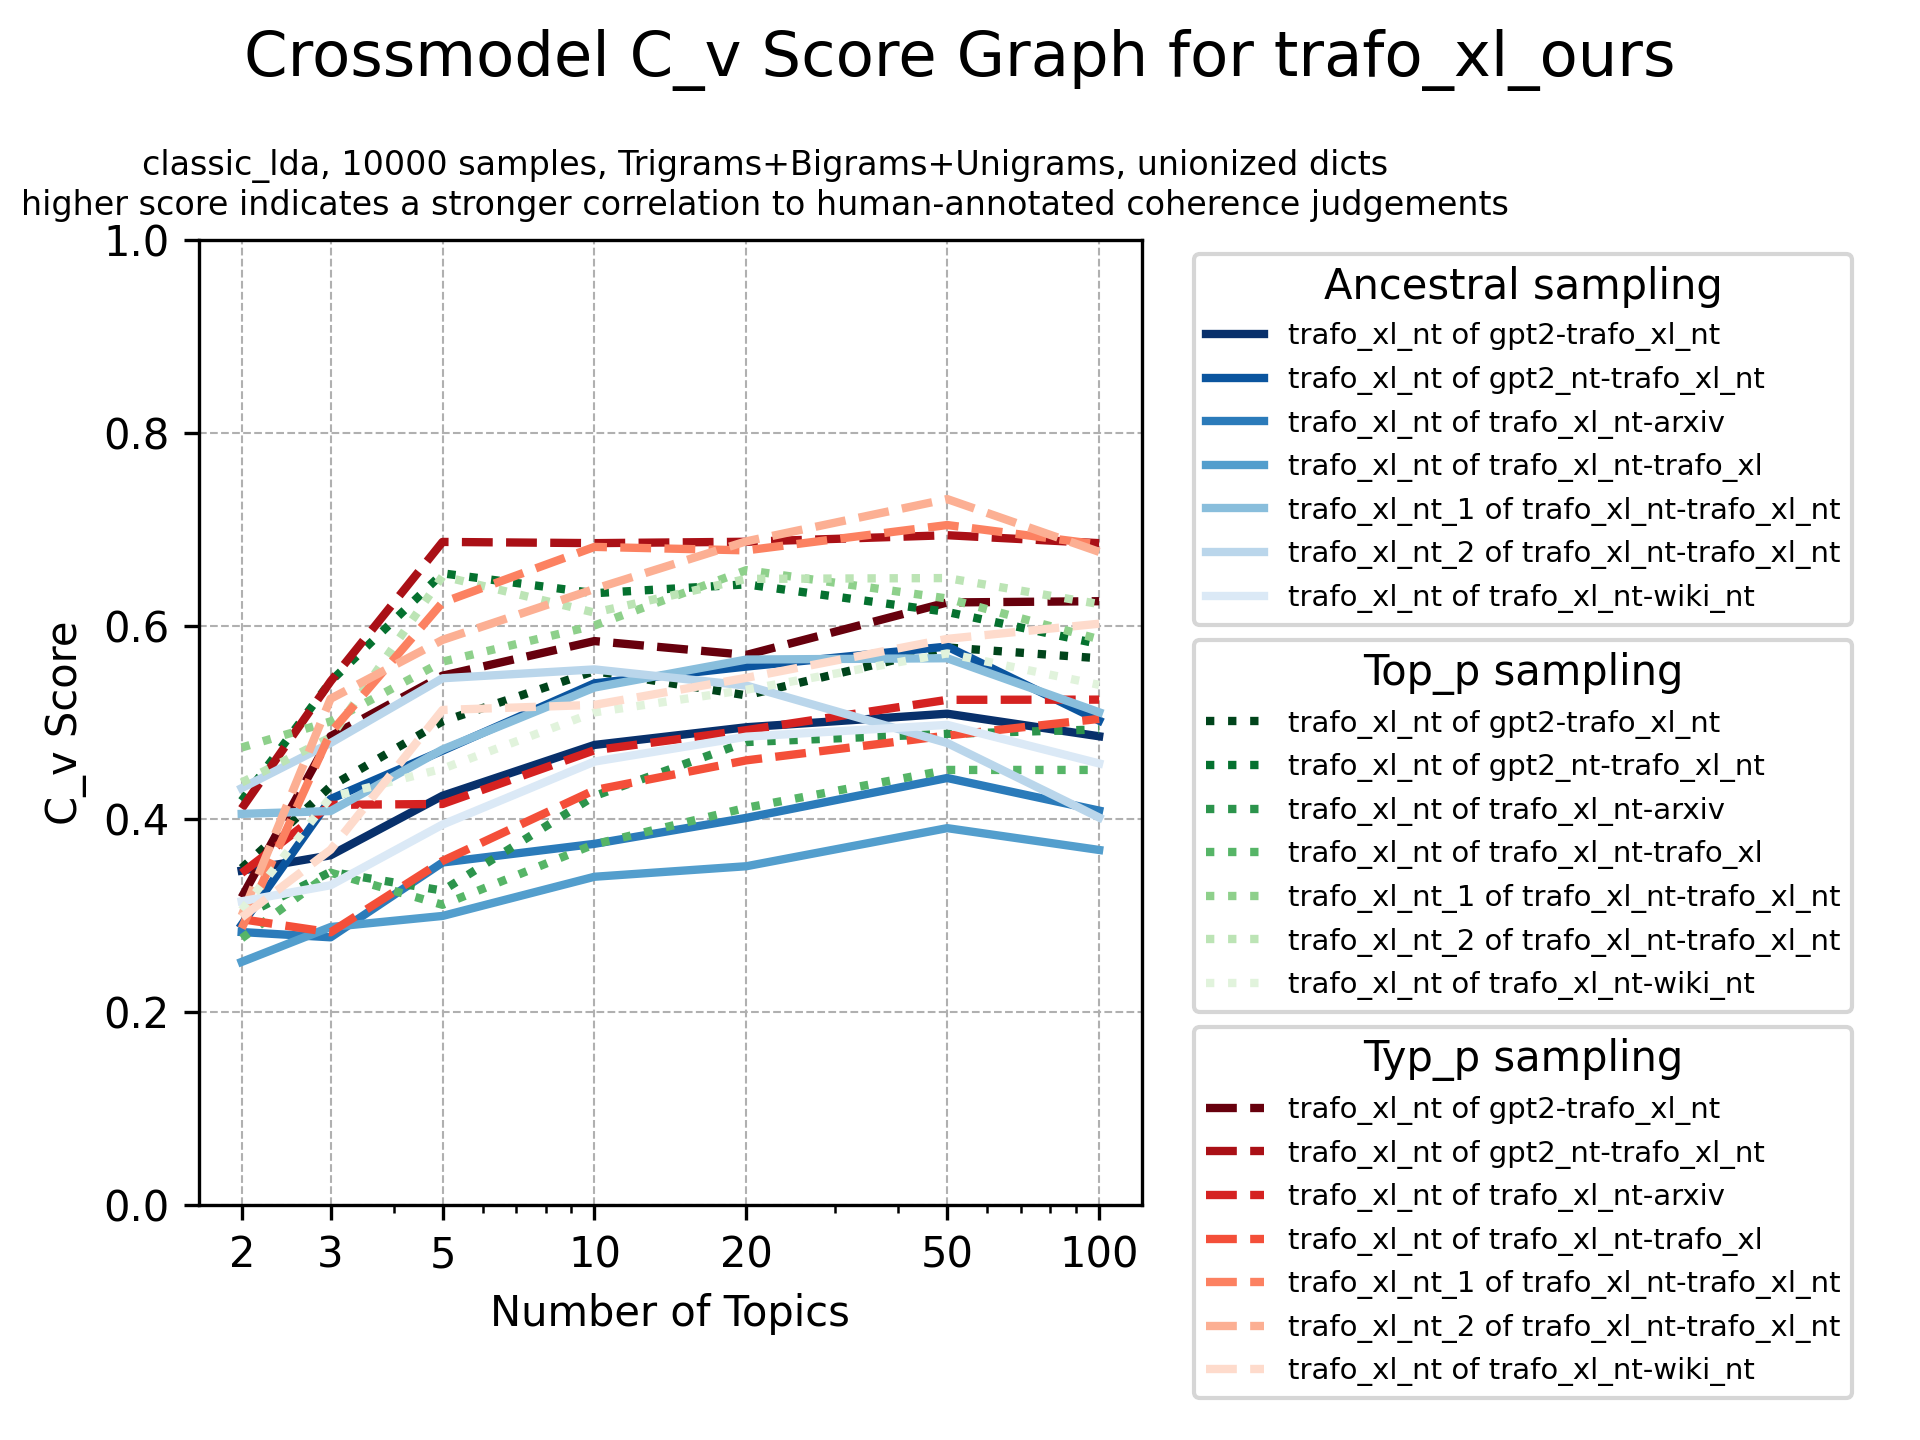 Crossmodel C_v Score Graph for trafo_xl_ours
classic_lda, 10000 samples, Trigrams+Bigrams+Unigrams, unionized dicts
higher score indicates a stronger correlation to human-annotated coherence judgements
1.0
0.8
0.6
0.4
0.2
0.0
C_v Score
2 3 5 10 20 50 100
Number of Topics
Ancestral sampling
trafo_xl_nt of gpt2-trafo_xl_nt
trafo_xl_nt of gpt2_nt-trafo_xl_nt
trafo_xl_nt of trafo_xl_nt-arxiv
trafo_xl_nt of trafo_xl_nt-trafo_xl
trafo_xl_nt_1 of trafo_xl_nt-trafo_xl_nt
trafo_xl_nt_2 of trafo_xl_nt-trafo_xl_nt
trafo_xl_nt of trafo_xl_nt-wiki_nt
Top_p sampling
trafo_xl_nt of gpt2-trafo_xl_nt
trafo_xl_nt of gpt2_nt-trafo_xl_nt
trafo_xl_nt of trafo_xl_nt-arxiv
trafo_xl_nt of trafo_xl_nt-trafo_xl
trafo_xl_nt_1 of trafo_xl_nt-trafo_xl_nt
trafo_xl_nt_2 of trafo_xl_nt-trafo_xl_nt
trafo_xl_nt of trafo_xl_nt-wiki_nt
Typ_p sampling
trafo_xl_nt of gpt2-trafo_xl_nt
trafo_xl_nt of gpt2_nt-trafo_xl_nt
trafo_xl_nt of trafo_xl_nt-arxiv
trafo_xl_nt of trafo_xl_nt-trafo_xl
trafo_xl_nt_1 of trafo_xl_nt-trafo_xl_nt
trafo_xl_nt_2 of trafo_xl_nt-trafo_xl_nt
trafo_xl_nt of trafo_xl_nt-wiki_nt